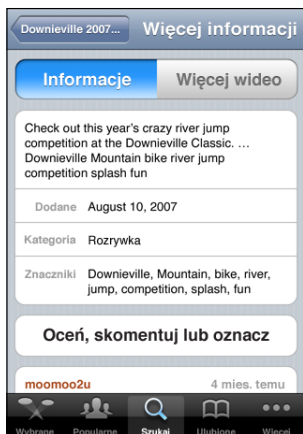 Downieville 2007... Więcej informacji
Informacje Więcej wideo
Check out this year's crazy river jump
competition at the Downieville Classic. ...
Downieville Mountain bike river jump
competition splash fun
Dodane August 10, 2007
Kategoria Rozrywka
Znaczniki Downieville, Mountain, bike, river,
jump, competition, splash, fun
Oceń, skomentuj lub oznacz
moomoo2u 4 mies. temu
Wybrane Popularne Szukaj Ulubione Więcej